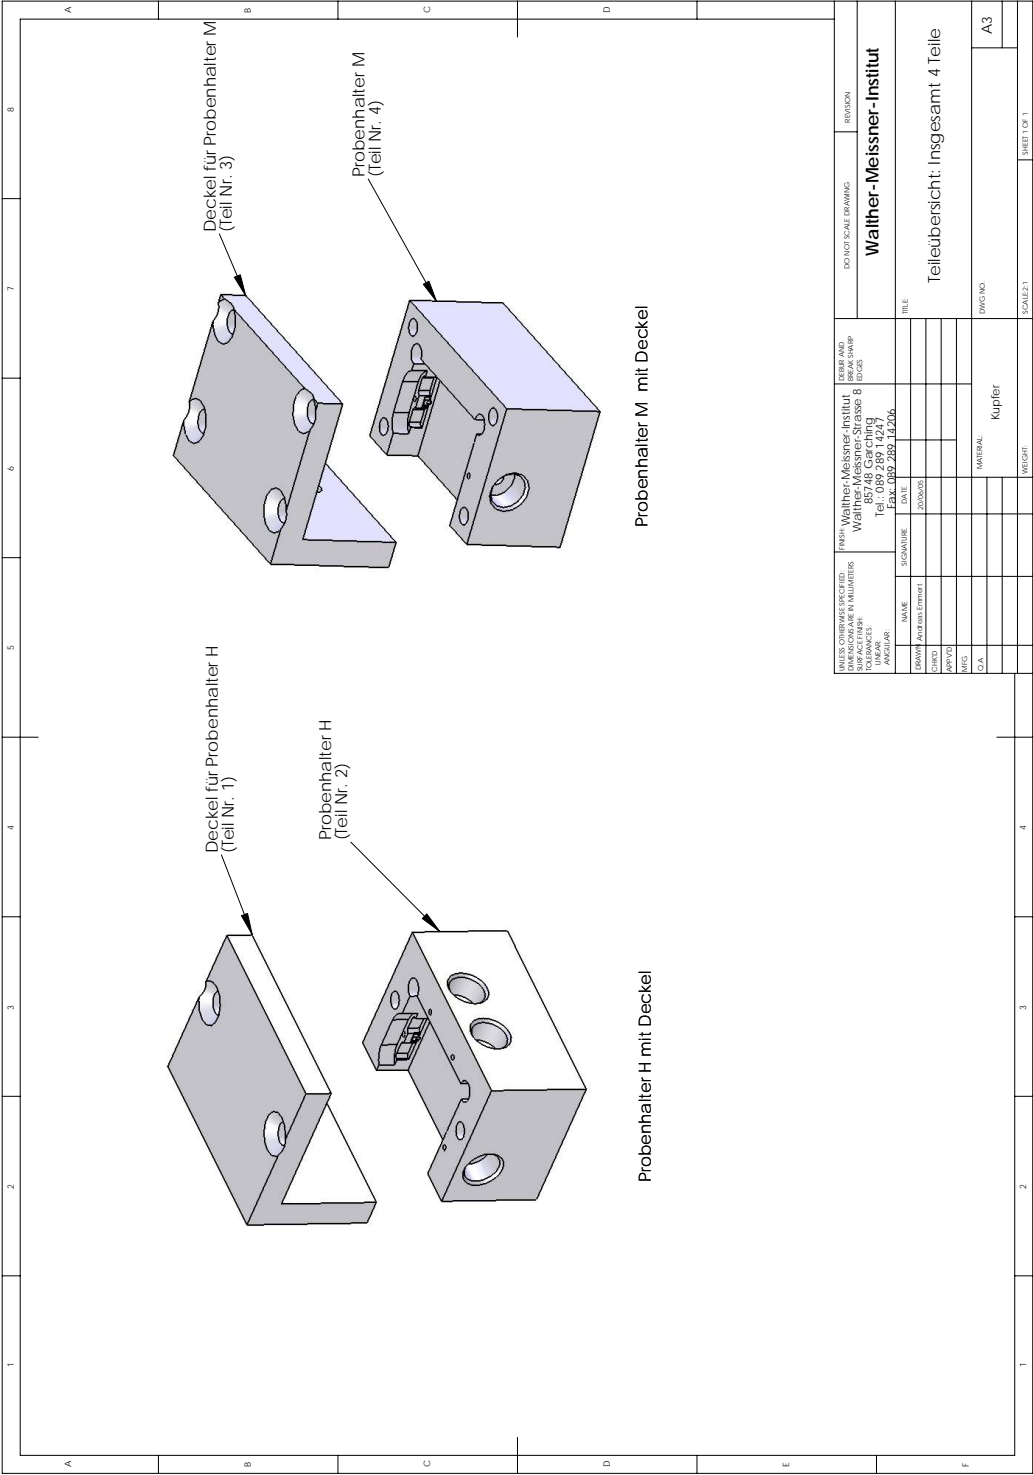 1
2
3
4
5
6
7
8
A
B
C
D
Deckel für Probenhalter H
(Teil Nr. 1)
Probenhalter H
(Teil Nr. 2)
Probenhalter H mit Deckel
Deckel für Probenhalter M
(Teil Nr. 3)
Probenhalter M
(Teil Nr. 4)
Probenhalter M mit Deckel
A
B
C
D
E
F
1
2
3
4
UNLESS OTHERWISE SPECIFIED:
DIMENSIONS ARE IN MILLIMETERS
SURFACE FINISH:
TOLERANCES:
LINEAR:
ANGULAR:
FINISH:
Walther-Meissner-Institut
Walther-Meissner-Strasse 8
85748 Garching
Tel.: 089 289 14247
Fax: 089 289 14206
DEBUR AND
BREAK SHARP
EDGES
DO NOT SCALE DRAWING
REVISION
Walther-Meissner-Institut
NAME
SIGNATURE
DATE
DRAWN
Andreas Emmert
20/06/05
CHK'D
APPV'D
MFG
Q.A
TITLE:
Teileübersicht: Insgesamt 4 Teile
MATERIAL:
Kupfer
DWG NO.
A3
WEIGHT:
SCALE:2:1
SHEET 1 OF 1